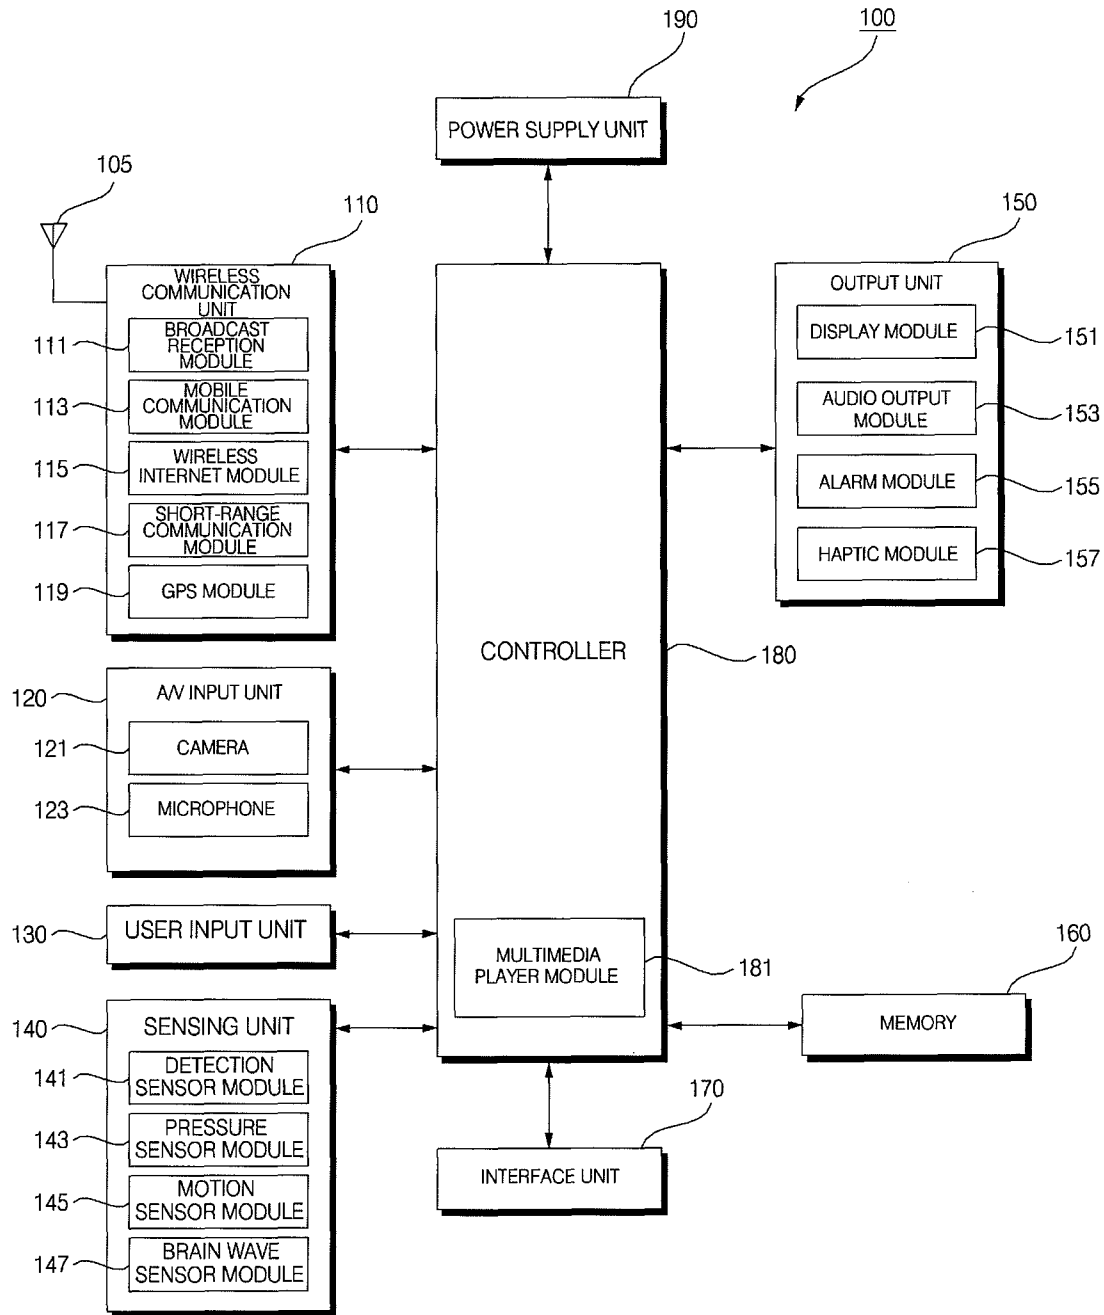 190
100
POWER SUPPLY UNIT
105
110
150
WIRELESS
COMMUNICATION
UNIT
111
BROADCAST
RECEPTION
MODULE
113
MOBILE
COMMUNICATION
MODULE
115
WIRELESS
INTERNET MODULE
117
SHORT-RANGE
COMMUNICATION
MODULE
119
GPS MODULE
OUTPUT UNIT
DISPLAY MODULE
151
AUDIO OUTPUT
MODULE
153
ALARM MODULE
155
HAPTIC MODULE
157
CONTROLLER
180
120
A/V INPUT UNIT
121
CAMERA
123
MICROPHONE
130
USER INPUT UNIT
MULTIMEDIA
PLAYER MODULE
181
160
MEMORY
140
SENSING UNIT
141
DETECTION
SENSOR MODULE
143
PRESSURE
SENSOR MODULE
145
MOTION
SENSOR MODULE
147
BRAIN WAVE
SENSOR MODULE
170
INTERFACE UNIT